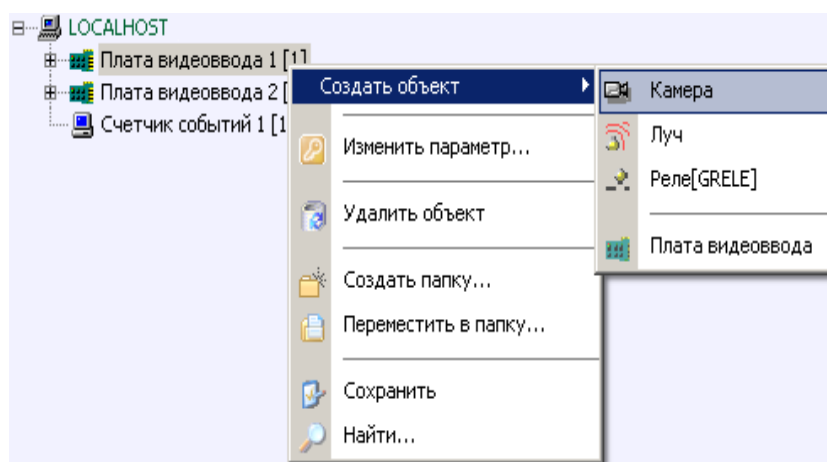 LOCALHOST
Плата видеоввода 1 [1]
Плата видеоввода 2 [
Счетчик событий 1 [1
Создать объект
Изменить параметр...
Удалить объект
Создать папку...
Переместить в папку...
Сохранить
Найти...
Камера
Луч
Реле[GRELE]
Плата видеоввода